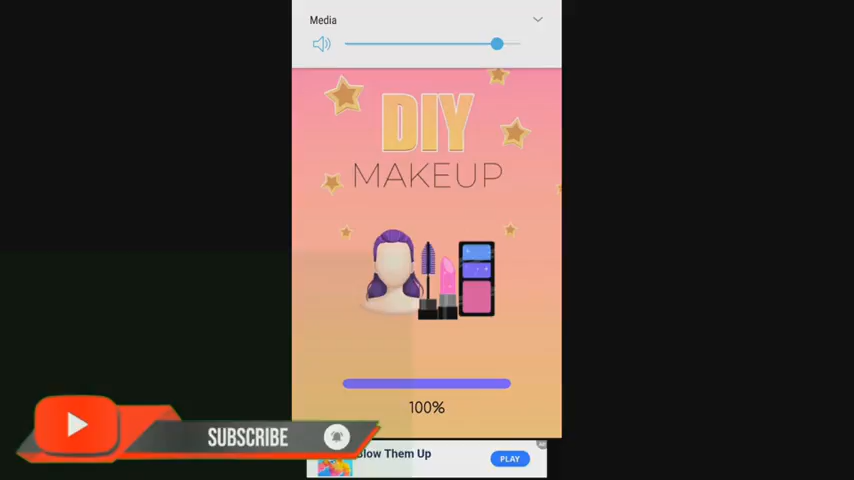 Media
DIY
MAKEUP
100%
SUBSCRIBE
Blow Them Up
PLAY